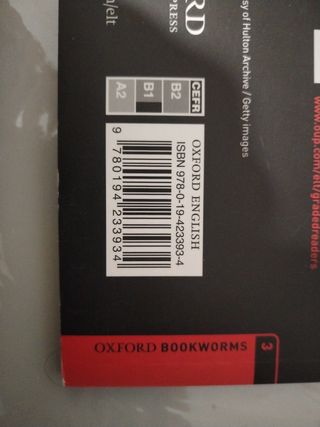 www.oup.com/elt/gradedreaders
sy of Hulton Archive / Getty images
RD
PRESS
/elt
CEFR
B2
B1
A2
OXFORD ENGLISH
ISBN 978-0-19-423393-4
9 780194 233934
OXFORD BOOKWORMS 3